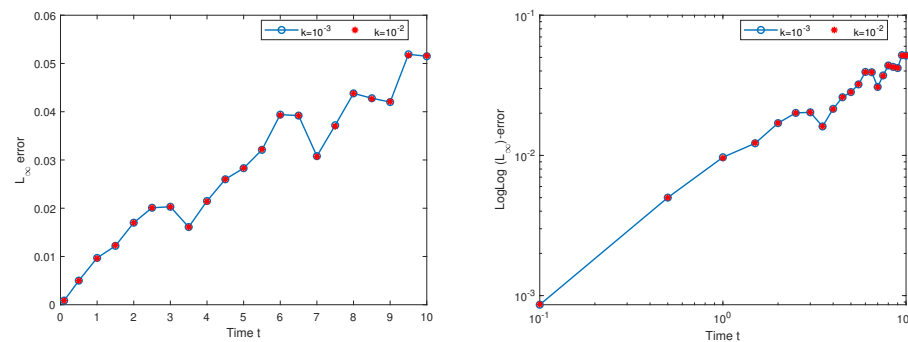 0.06
0.05
0.04
0.03
0.02
0.01
0
L∞ error
0 1 2 3 4 5 6 7 8 9 10
Time t
k=10⁻³ k=10⁻²
10⁻¹
10⁻²
10⁻³
LogLog (L∞)-error
10⁻¹ 10⁰ 10
Time t
k=10⁻³ k=10⁻²